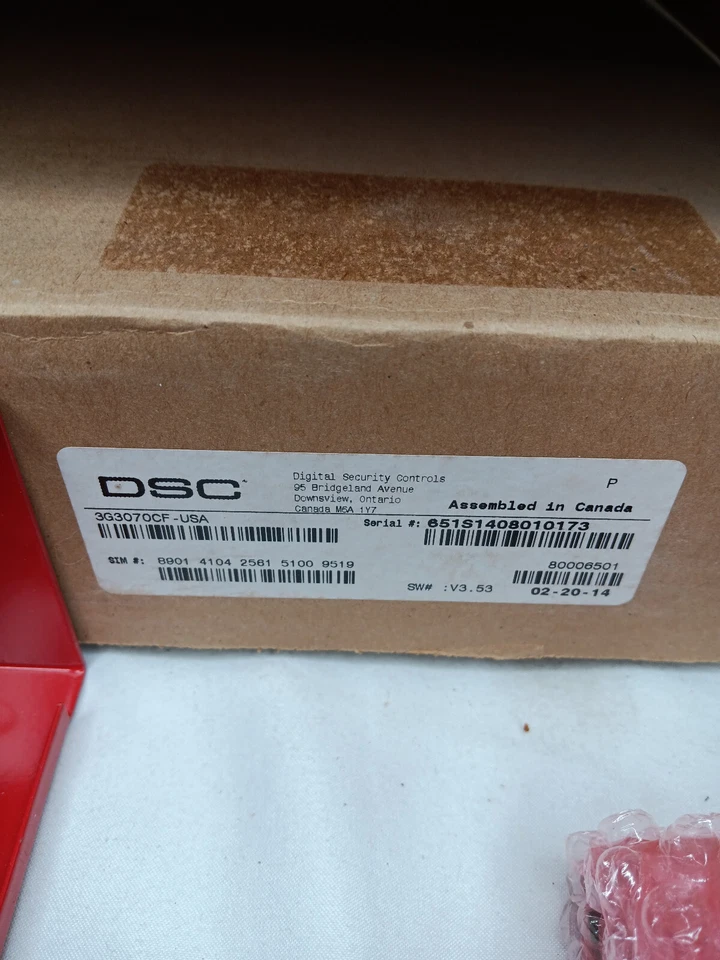 DSC
Digital Security Controls
95 Bridgeland Avenue
Downsview, Ontario
Canada M6A 1Y7
P
Assembled in Canada
3G3070CF-USA
Serial #: 651S1408010173
SIM #: 8901 4104 2561 5100 9519
80006501
SW# :V3.53
02-20-14